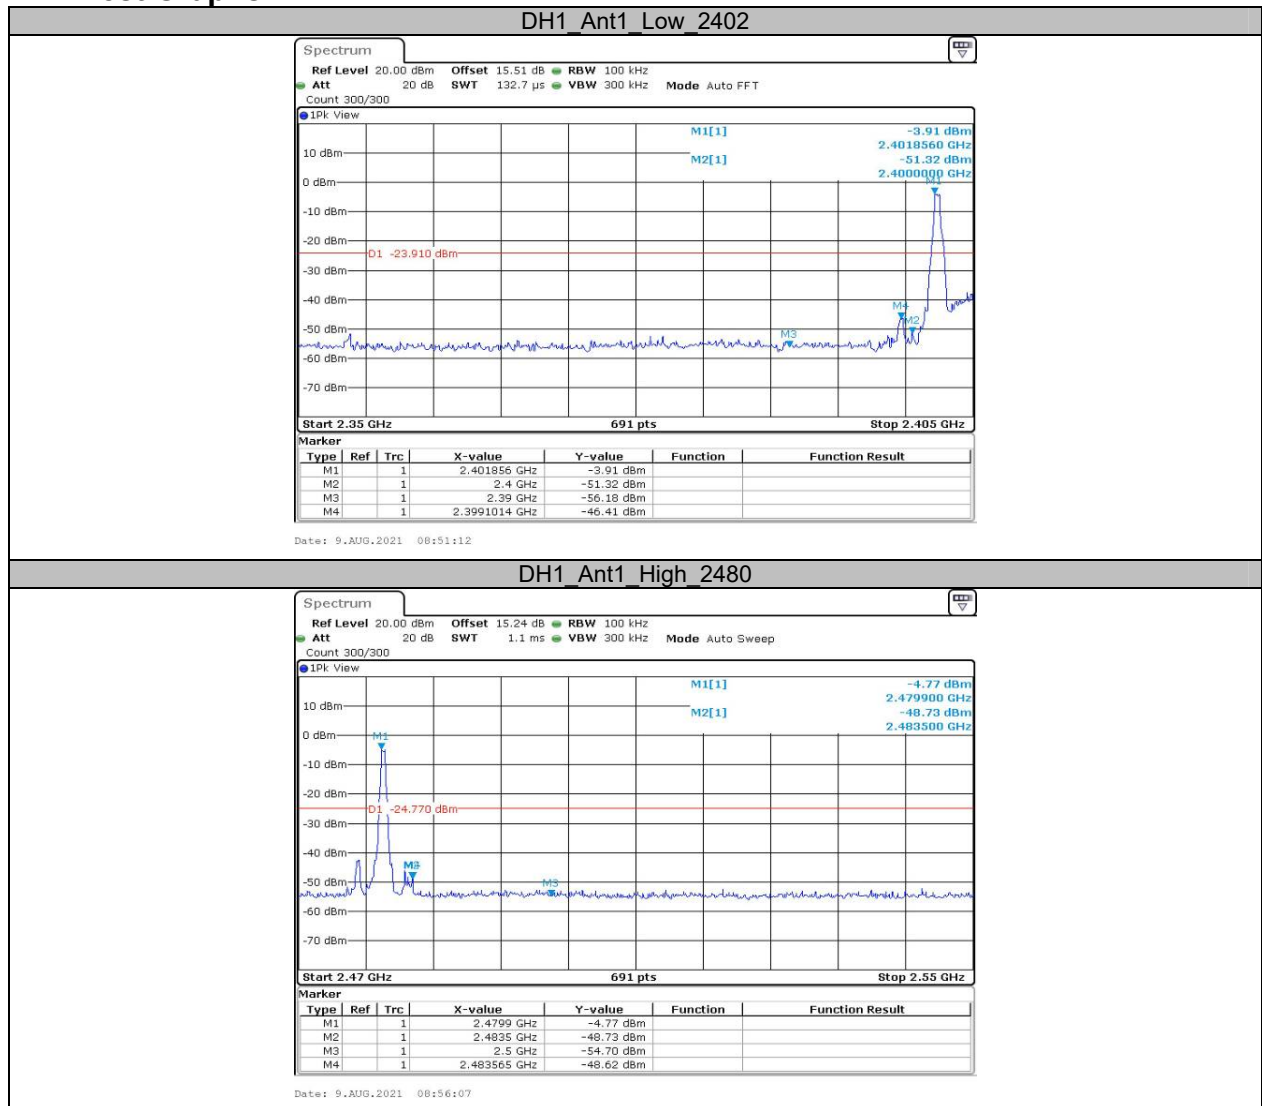 DH1_Ant1_Low_2402
Spectrum
Ref Level 20.00 dBm Offset 15.51 dB RBW 100 kHz
Att 20 dB SWT 132.7 µs VBW 300 kHz Mode Auto FFT
Count 300/300
1Pk View
M1[1] -3.91 dBm
2.4018560 GHz
10 dBm
M2[1] -51.32 dBm
2.4000000 GHz
0 dBm
M1
-10 dBm
-20 dBm
D1 -23.910 dBm
-30 dBm
-40 dBm
M4
M2
-50 dBm
M3
-60 dBm
-70 dBm
Start 2.35 GHz 691 pts Stop 2.405 GHz
Marker
Type Ref Trc X-value Y-value Function Function Result
M1 1 2.401856 GHz -3.91 dBm
M2 1 2.4 GHz -51.32 dBm
M3 1 2.39 GHz -56.18 dBm
M4 1 2.3991014 GHz -46.41 dBm
Date: 9.AUG.2021 08:51:12
DH1_Ant1_High_2480
Spectrum
Ref Level 20.00 dBm Offset 15.24 dB RBW 100 kHz
Att 20 dB SWT 1.1 ms VBW 300 kHz Mode Auto Sweep
Count 300/300
1Pk View
M1[1] -4.77 dBm
2.479900 GHz
10 dBm
M2[1] -48.73 dBm
2.483500 GHz
0 dBm
M1
-10 dBm
-20 dBm
D1 -24.770 dBm
-30 dBm
-40 dBm
-50 dBm
M3
-60 dBm
-70 dBm
Start 2.47 GHz 691 pts Stop 2.55 GHz
Marker
Type Ref Trc X-value Y-value Function Function Result
M1 1 2.4799 GHz -4.77 dBm
M2 1 2.4835 GHz -48.73 dBm
M3 1 2.5 GHz -54.70 dBm
M4 1 2.483565 GHz -48.62 dBm
Date: 9.AUG.2021 08:56:07